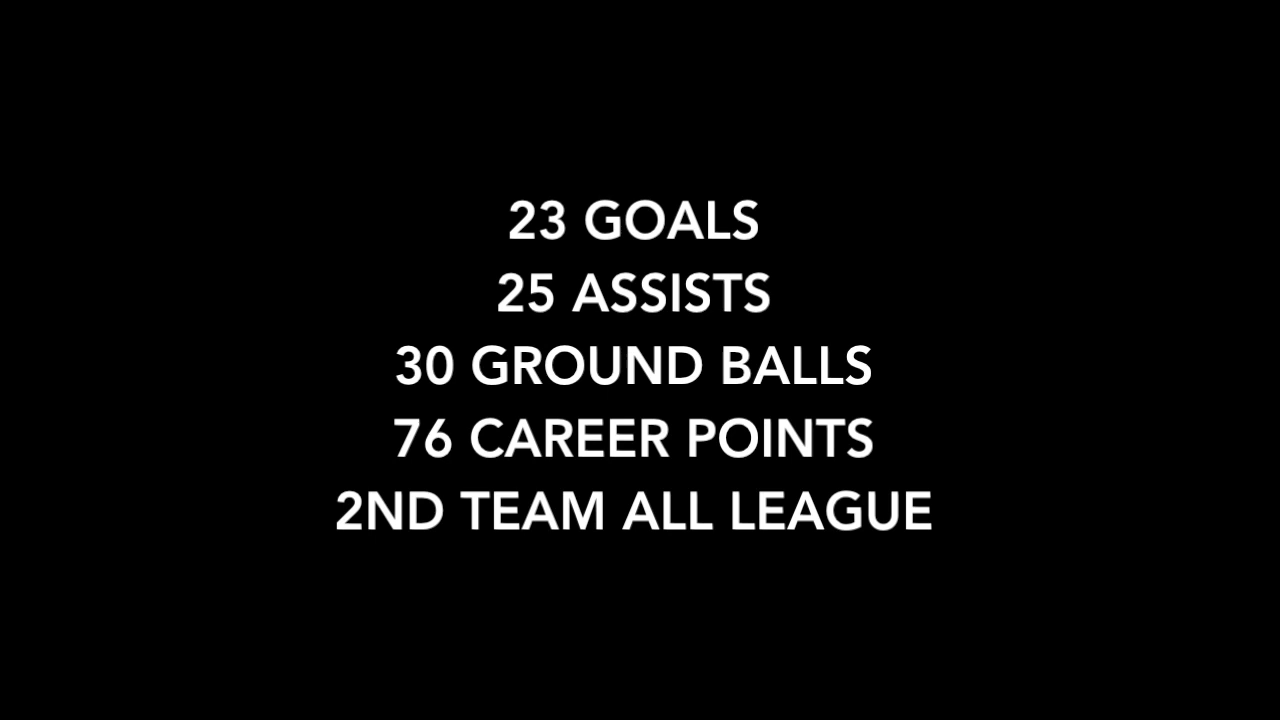 23 GOALS
25 ASSISTS
30 GROUND BALLS
76 CAREER POINTS
2ND TEAM ALL LEAGUE